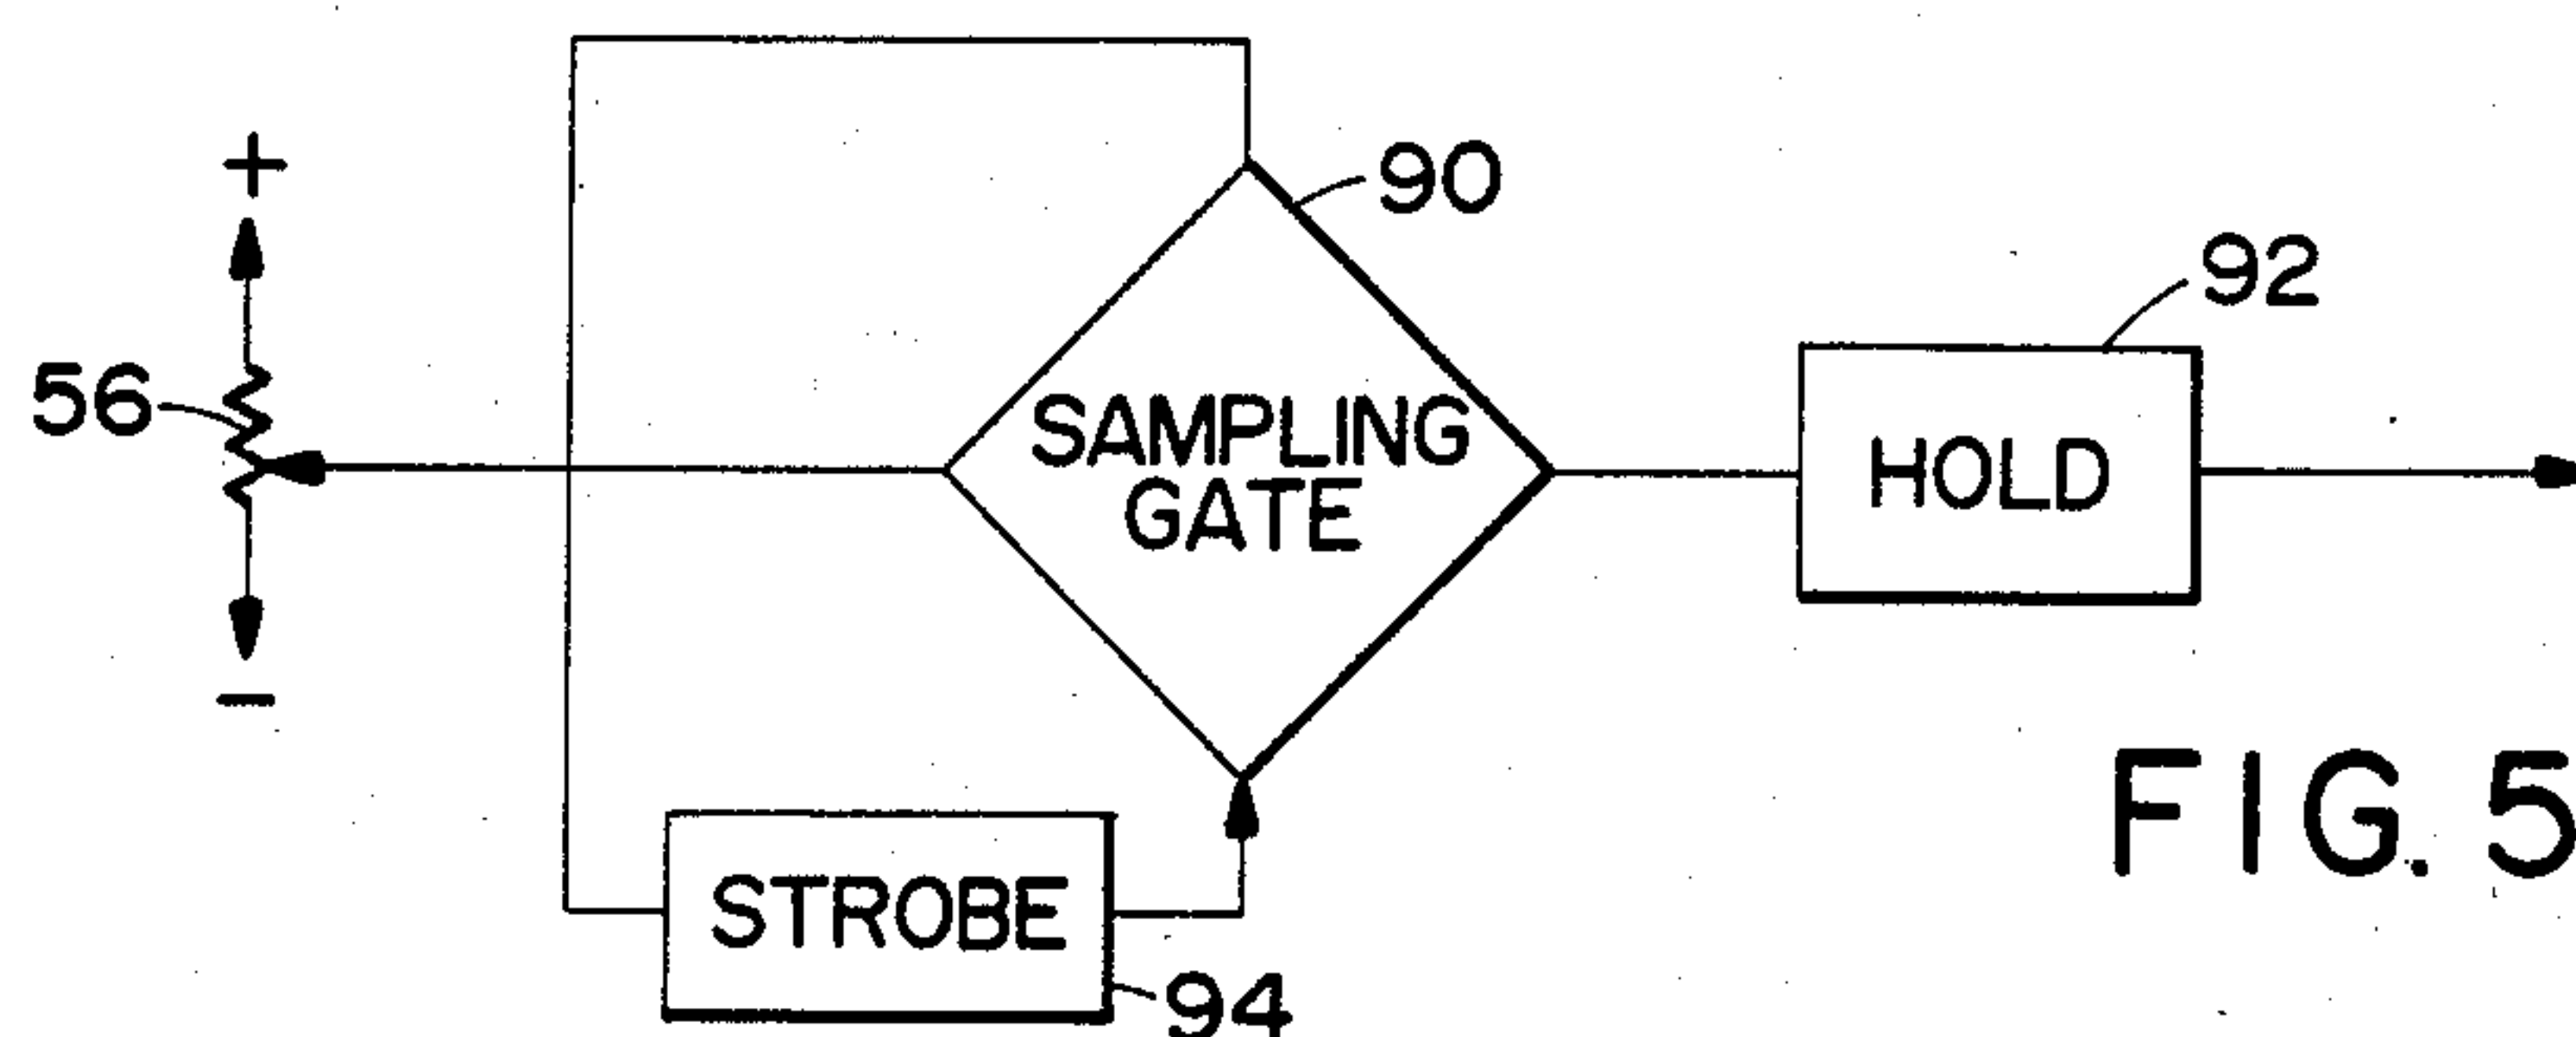 +
90
92
56
SAMPLING
GATE
HOLD
−
FIG. 5
STROBE
94